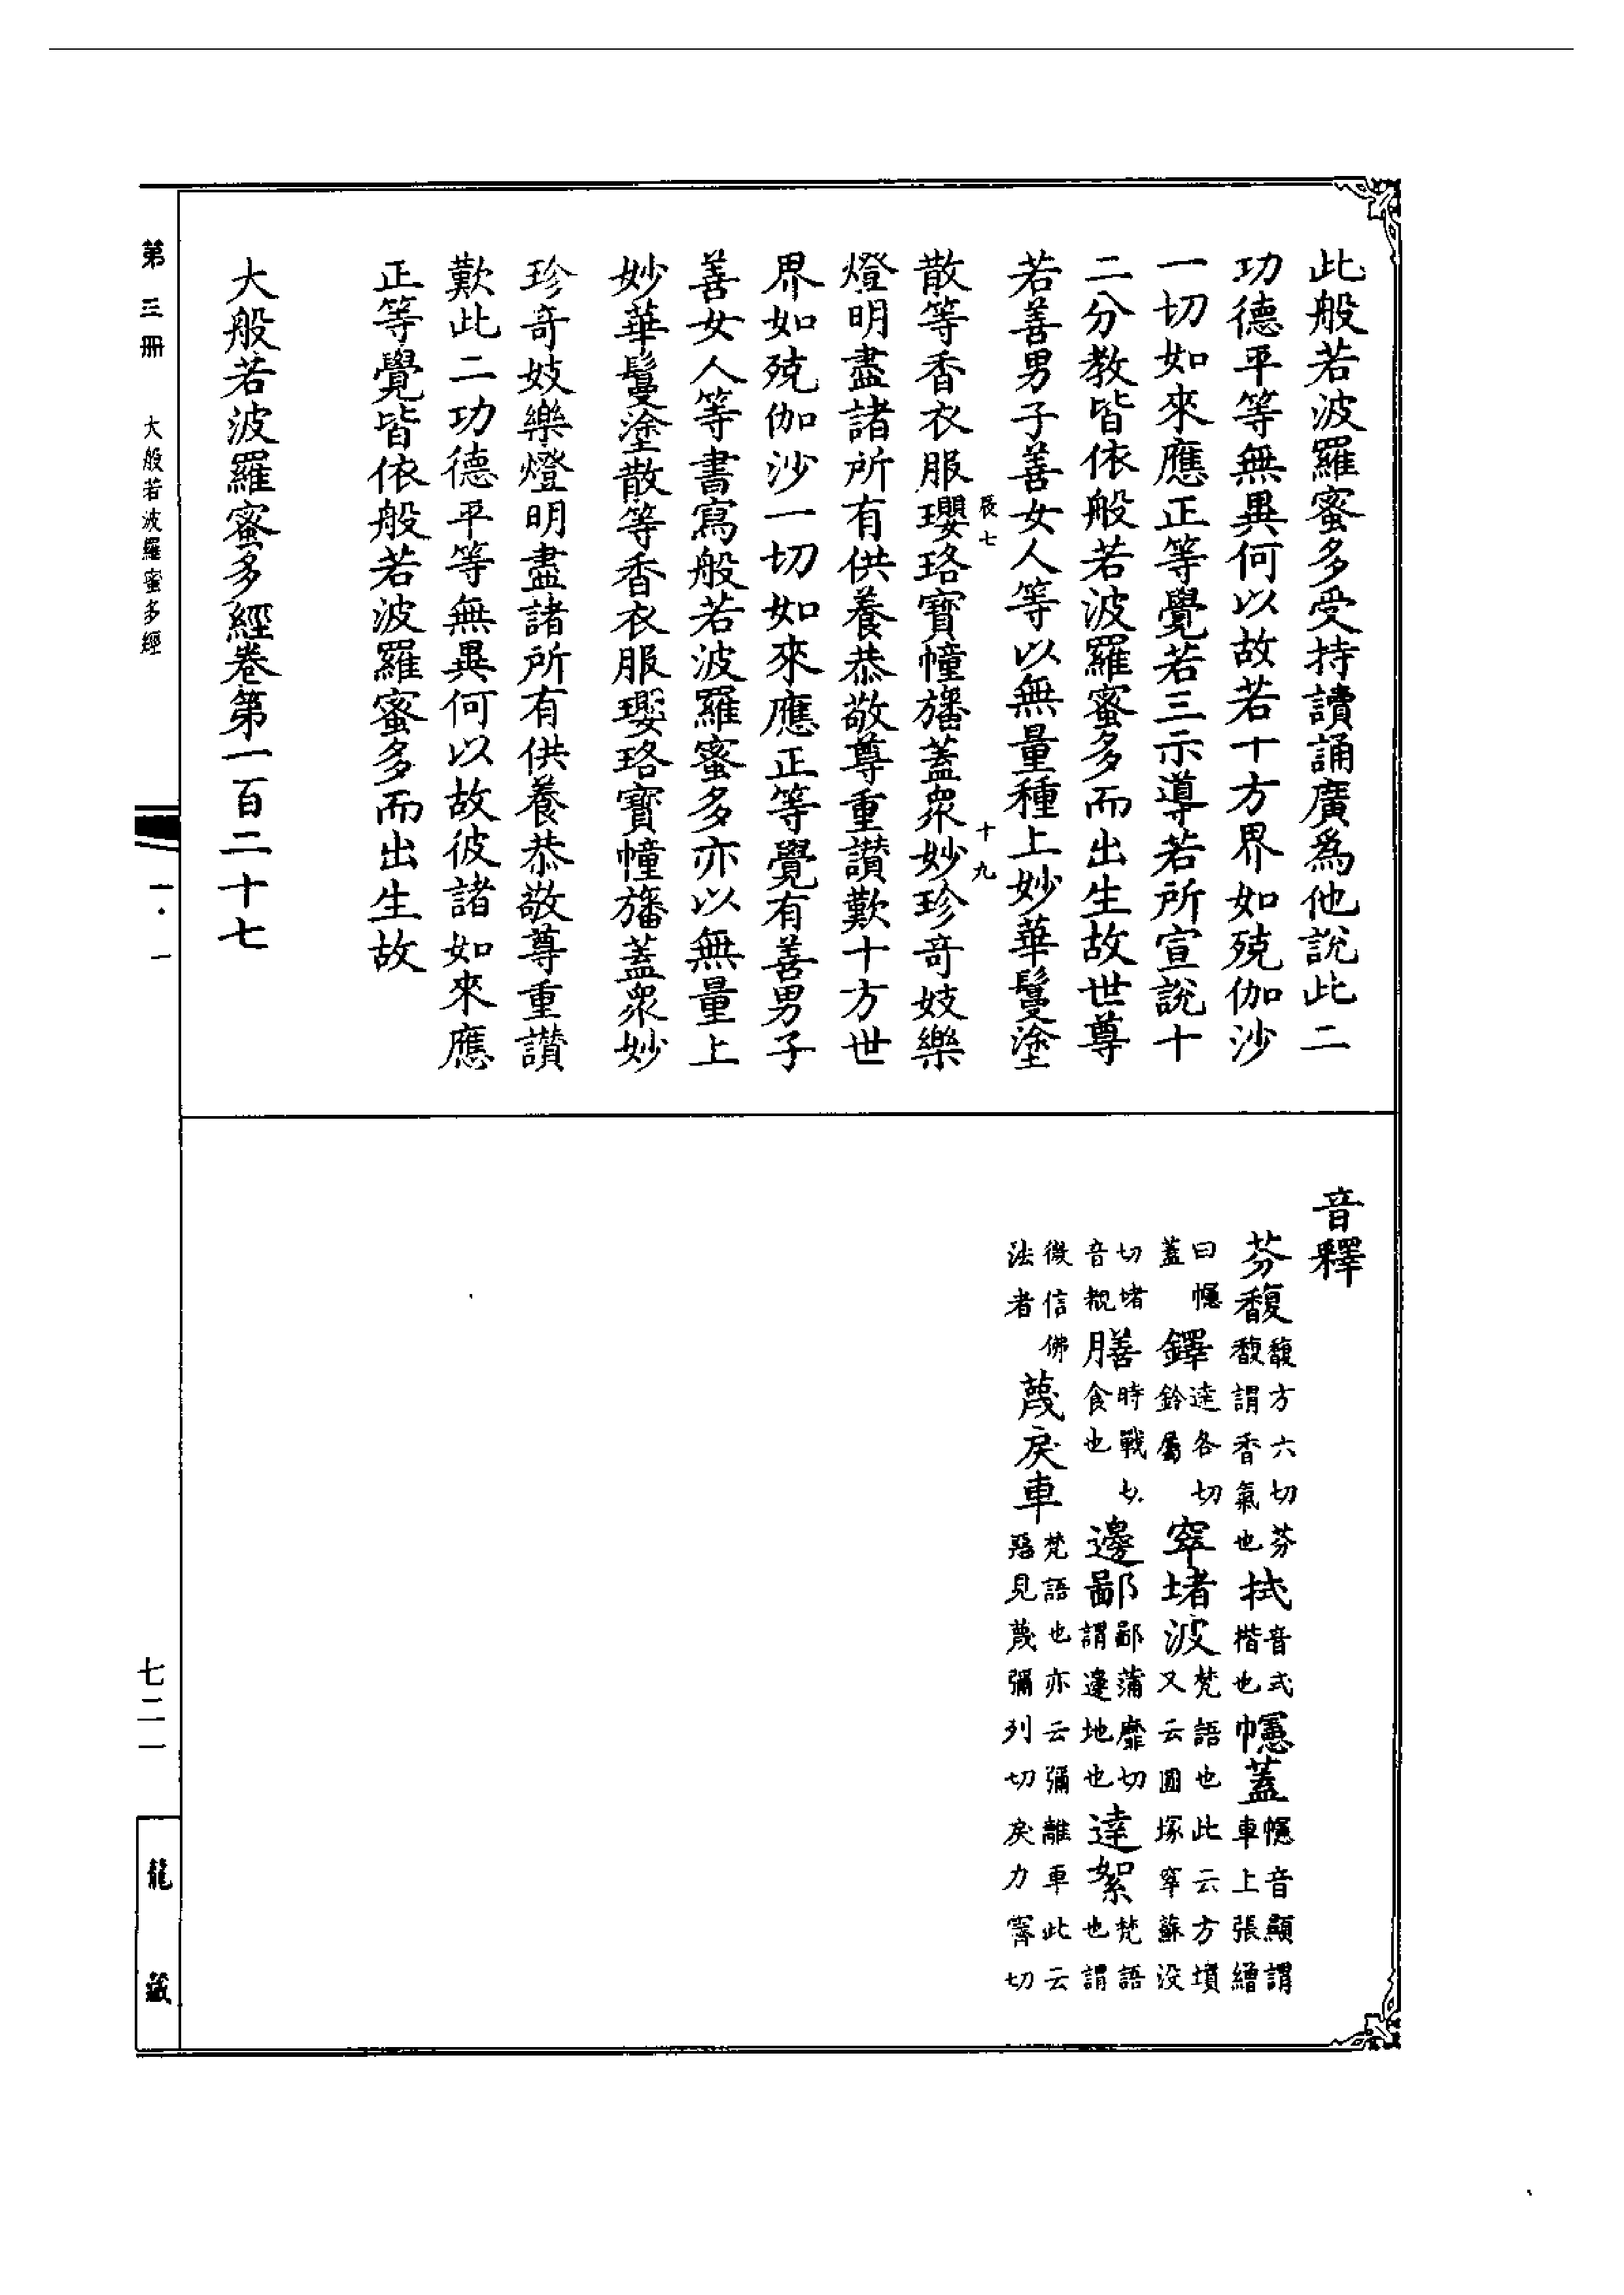 此般若波羅蜜多受持讀誦廣為他說此二
功德平等無異何以故若十方界如殑伽沙
一切如來應正等覺若三示導若所宣說十
二分教皆依般若波羅蜜多而出生故世尊
若善男子善女人等以無量種上妙華鬘塗
辰七 十九
散等香衣服瓔珞寶幢旛蓋眾妙珍奇妓樂
燈明盡諸所有供養恭敬尊重讚歎十方世
界如殑伽沙一切如來應正等覺有善男子
善女人等書寫般若波羅蜜多亦以無量上
妙華鬘塗散等香衣服瓔珞寶幢旛蓋眾妙
珍奇妓樂燈明盡諸所有供養恭敬尊重讚
歎此二功德平等無異何以故彼諸如來應
正等覺皆依般若波羅蜜多而出生故
大般若波羅蜜多經卷第一百二十七
音釋
芬馥馥方六切芬馥謂香氣也拭音式楷也幰蓋幰音顯謂車上張繒
曰幰蓋鐸達各切鈴屬窣堵波梵語也此云方墳又云圓塚窣蘇沒
切堵音覩膳時戰切食也邊鄙鄙蒲靡切謂邊地也達絮梵語也謂
微信佛法者蔑戾車梵語也亦云彌離車此云惡見蔑彌列切戾力霽切
第三冊 大般若波羅蜜多經
一·一
七二一
龍藏